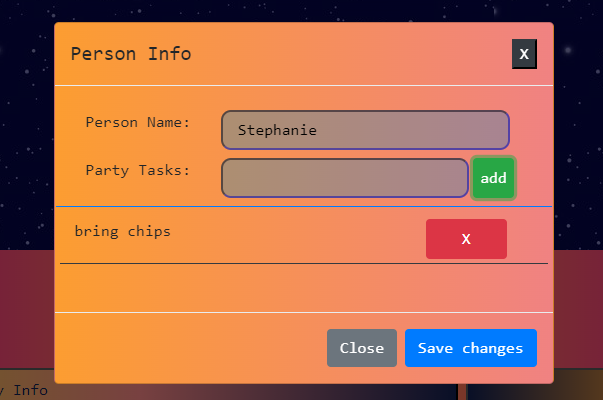 Person Info X
Person Name: Stephanie
Party Tasks: add
bring chips X
Close Save changes
Info